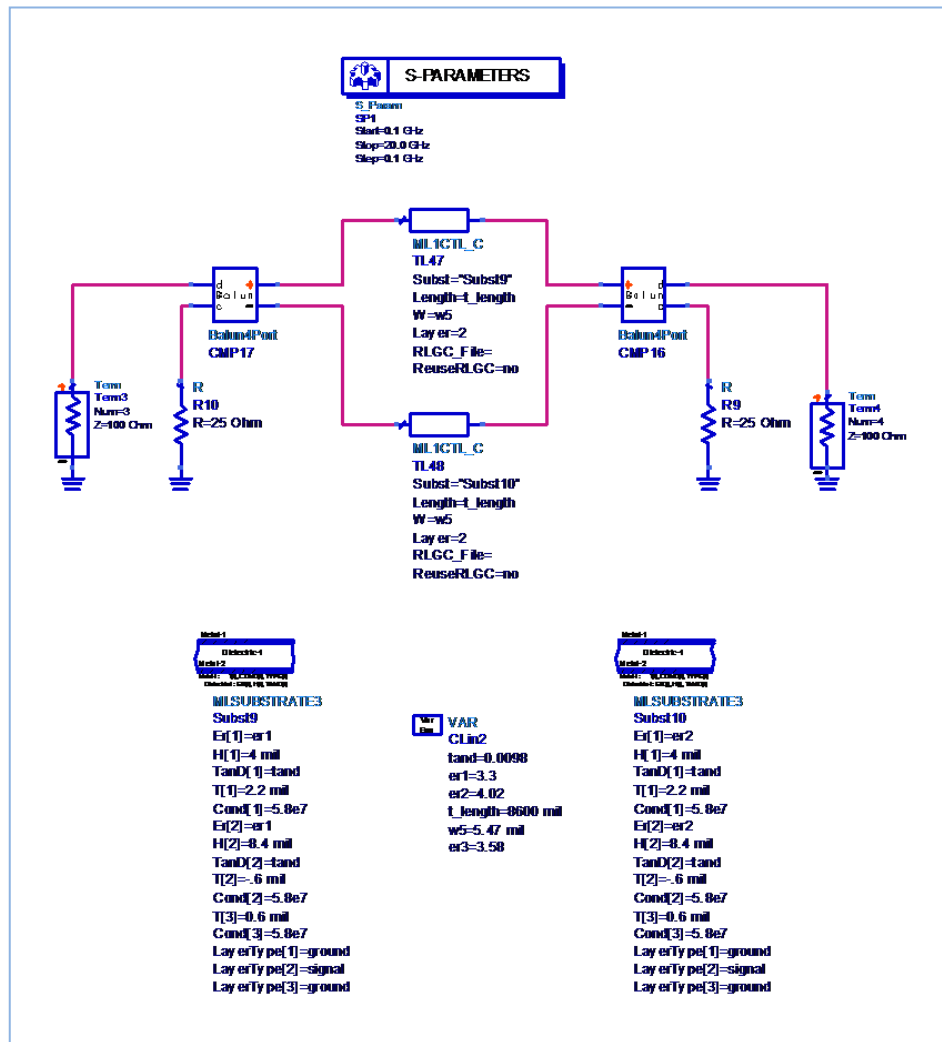 S-PARAMETERS
S_Param
SP1
Start=0.1 GHz
Stop=20.0 GHz
Step=0.1 GHz
ML1CTL_C
TL47
Subst="Subst9"
Length=t_length
W=w5
Layer=2
RLGC_File=
ReuseRLGC=no
d
Balun
c
Balun4Port
CMP17
Balun
Balun4Port
CMP16
Term
Term3
Num=3
Z=100 Ohm
R
R10
R=25 Ohm
R
R9
R=25 Ohm
Term
Term4
Num=4
Z=100 Ohm
ML1CTL_C
TL48
Subst="Subst10"
Length=t_length
W=w5
Layer=2
RLGC_File=
ReuseRLGC=no
Metal-1
Dielectric-1
Metal-2
MLSUBSTRATE3
Subst9
Er[1]=er1
H[1]=4 mil
TanD[1]=tand
T[1]=2.2 mil
Cond[1]=5.8e7
Er[2]=er1
H[2]=8.4 mil
TanD[2]=tand
T[2]=-.6 mil
Cond[2]=5.8e7
T[3]=0.6 mil
Cond[3]=5.8e7
LayerType[1]=ground
LayerType[2]=signal
LayerType[3]=ground
Var
Eqn
VAR
CLin2
tand=0.0098
er1=3.3
er2=4.02
t_length=8600 mil
w5=5.47 mil
er3=3.58
Metal-1
Dielectric-1
Metal-2
MLSUBSTRATE3
Subst10
Er[1]=er2
H[1]=4 mil
TanD[1]=tand
T[1]=2.2 mil
Cond[1]=5.8e7
Er[2]=er2
H[2]=8.4 mil
TanD[2]=tand
T[2]=-.6 mil
Cond[2]=5.8e7
T[3]=0.6 mil
Cond[3]=5.8e7
LayerType[1]=ground
LayerType[2]=signal
LayerType[3]=ground